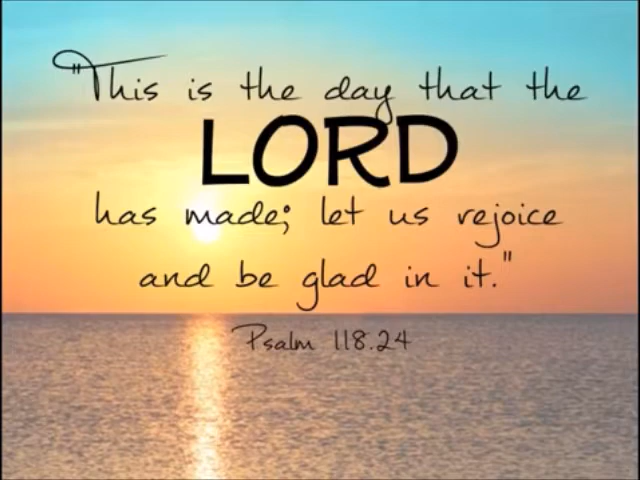 "This is the day that the
LORD
has made; let us rejoice
and be glad in it."
Psalm 118.24